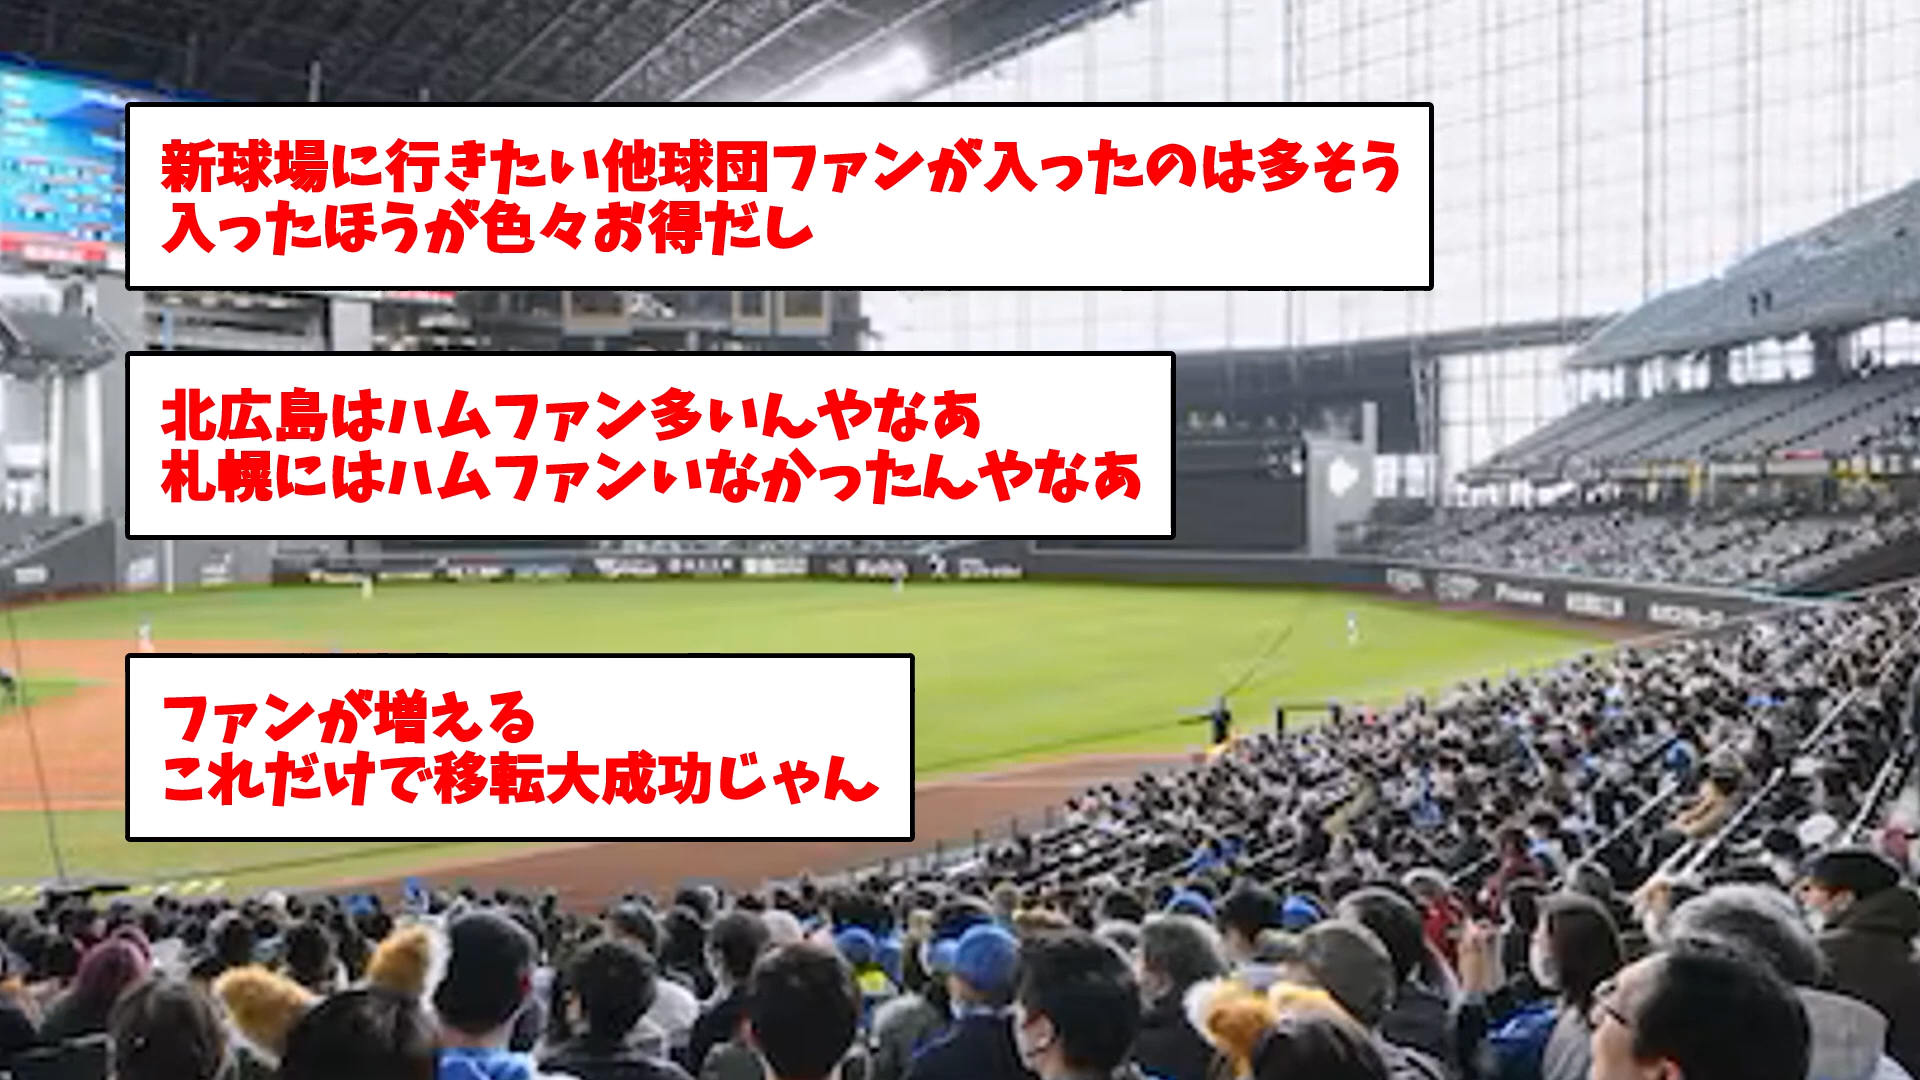 新球場に行きたい他球団ファンが入ったのは多そう
入ったほうが色々お得だし
北広島はハムファン多いんやなあ
札幌にはハムファンいなかったんやなあ
ファンが増える
これだけで移転大成功じゃん